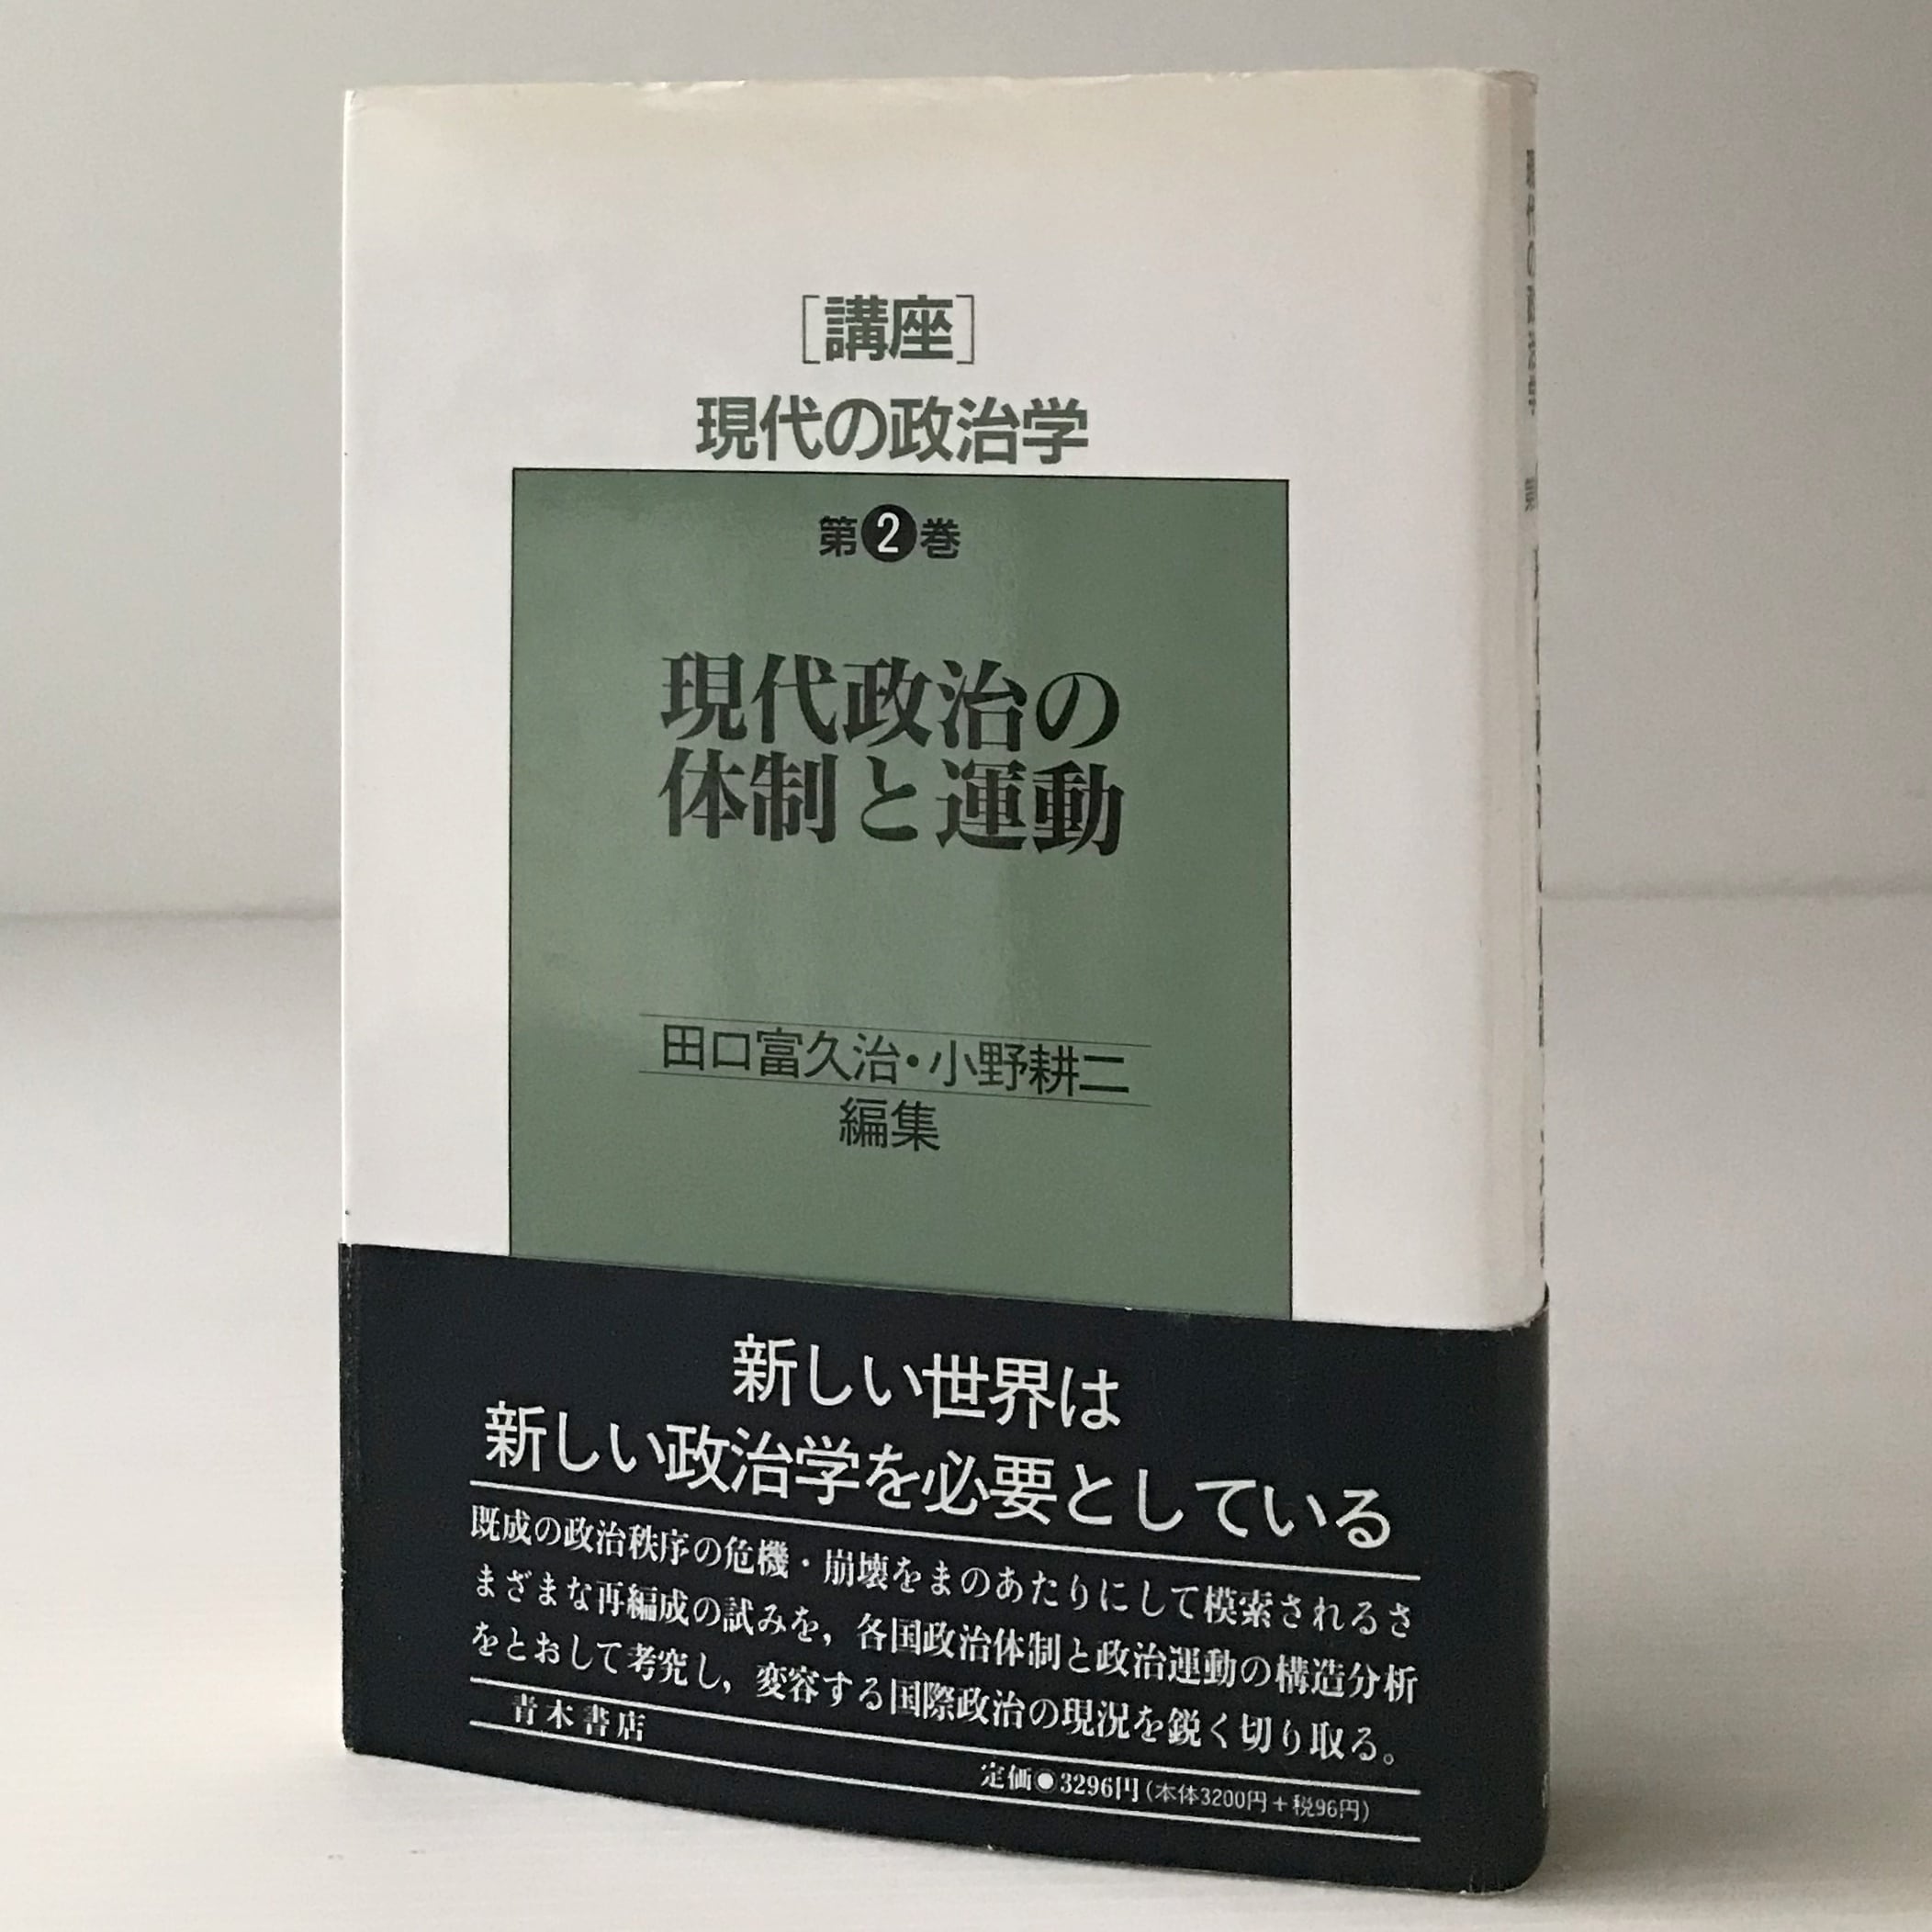 [講座]
現代の政治学
第2巻
現代政治の
体制と運動
田口富久治・小野耕二
編集
新しい世界は
新しい政治学を必要としている
既成の政治秩序の危機・崩壊をまのあたりにして模索されるさ
まざまな再編成の試みを，各国政治体制と政治運動の構造分析
をとおして考究し，変容する国際政治の現況を鋭く切り取る。
青木書店
定価●3296円(本体3200円+税96円)